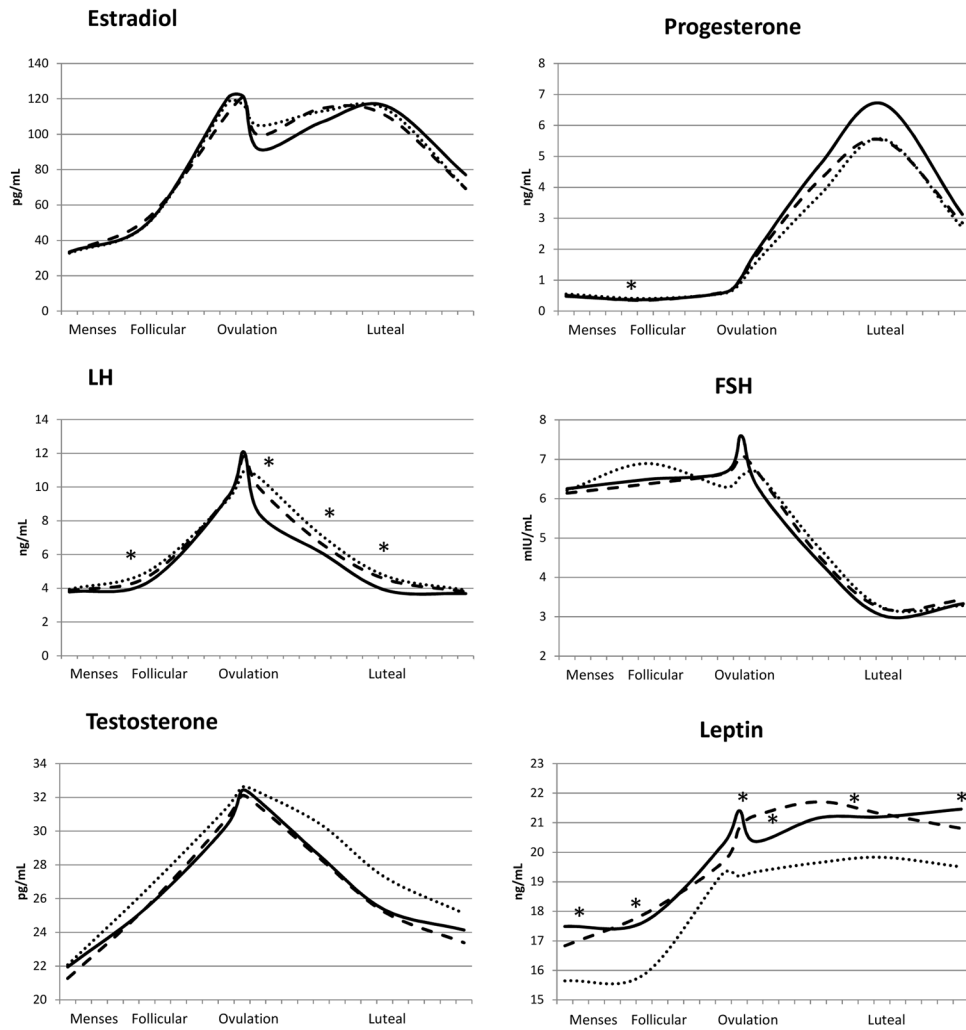 Estradiol
140
120
100
80
60
40
20
0
pg/mL
Menses Follicular Ovulation Luteal
Progesterone
8
7
6
5
4
3
2
1
0
ng/mL
*
Menses Follicular Ovulation Luteal
LH
14
12
10
8
6
4
2
0
ng/mL
* * * *
Menses Follicular Ovulation Luteal
FSH
8
7
6
5
4
3
2
mIU/mL
Menses Follicular Ovulation Luteal
Testosterone
34
32
30
28
26
24
22
20
pg/mL
Menses Follicular Ovulation Luteal
Leptin
23
22
21
20
19
18
17
16
15
ng/mL
* * * * * *
Menses Follicular Ovulation Luteal